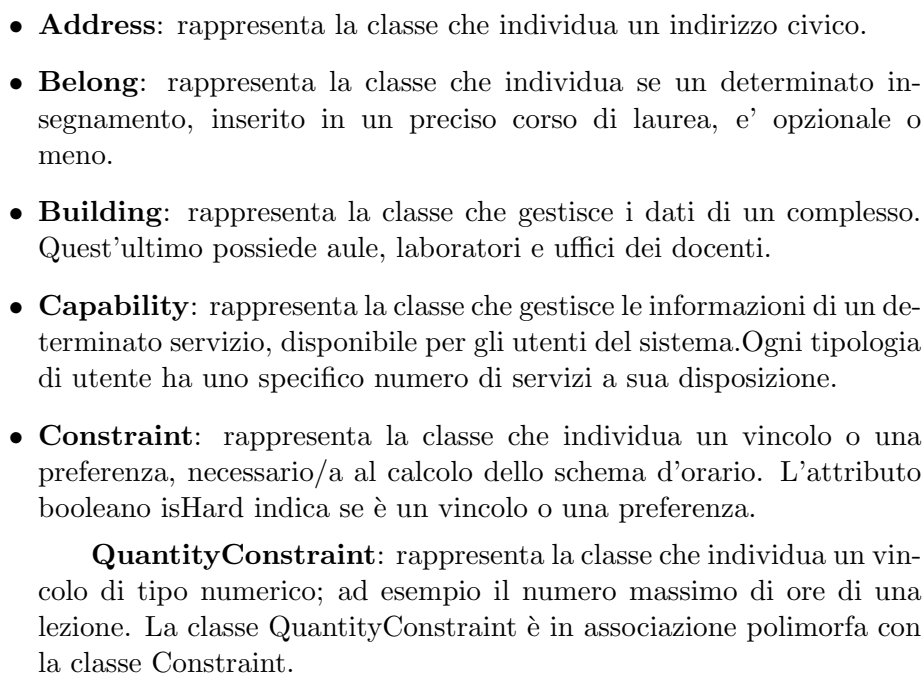 • Address: rappresenta la classe che individua un indirizzo civico.
• Belong: rappresenta la classe che individua se un determinato in-
segnamento, inserito in un preciso corso di laurea, e' opzionale o
meno.
• Building: rappresenta la classe che gestisce i dati di un complesso.
Quest'ultimo possiede aule, laboratori e uffici dei docenti.
• Capability: rappresenta la classe che gestisce le informazioni di un de-
terminato servizio, disponibile per gli utenti del sistema.Ogni tipologia
di utente ha uno specifico numero di servizi a sua disposizione.
• Constraint: rappresenta la classe che individua un vincolo o una
preferenza, necessario/a al calcolo dello schema d'orario. L'attributo
booleano isHard indica se è un vincolo o una preferenza.
QuantityConstraint: rappresenta la classe che individua un vin-
colo di tipo numerico; ad esempio il numero massimo di ore di una
lezione. La classe QuantityConstraint è in associazione polimorfa con
la classe Constraint.